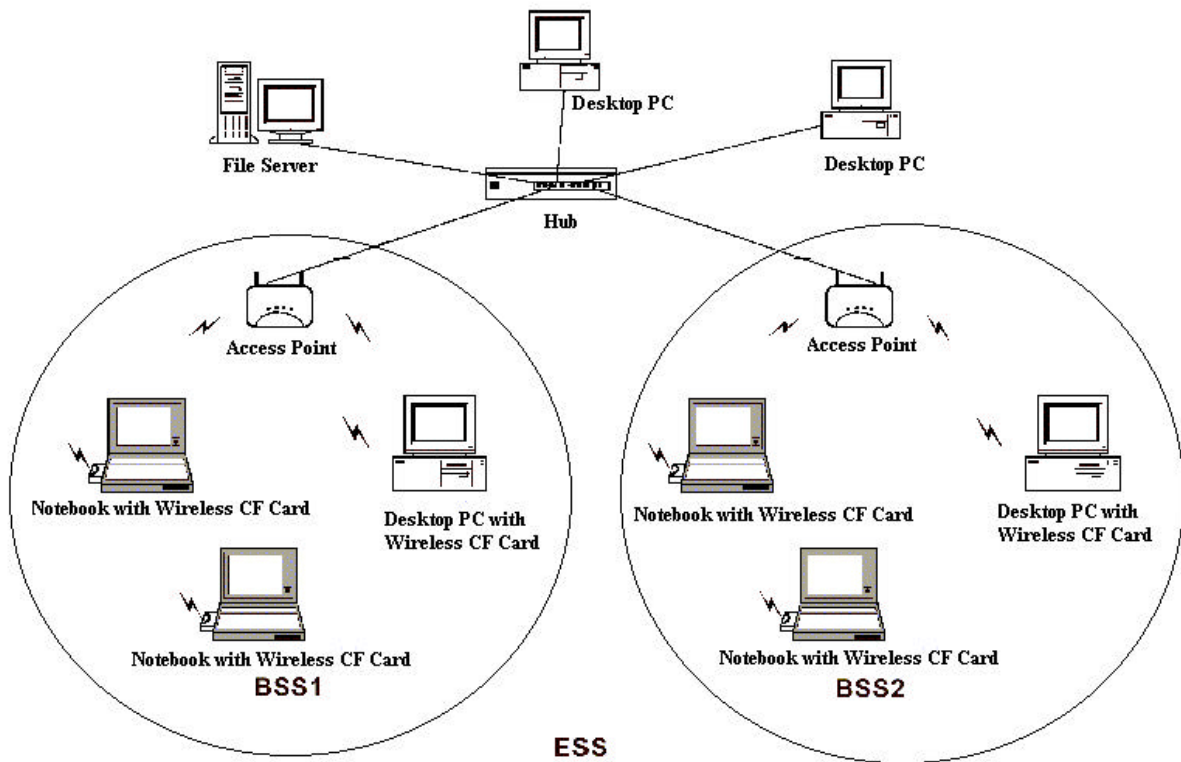 Desktop PC
File Server
Desktop PC
Hub
Access Point
Access Point
Notebook with Wireless CF Card
Desktop PC with
Wireless CF Card
Notebook with Wireless CF Card
Desktop PC with
Wireless CF Card
Notebook with Wireless CF Card
BSS1
Notebook with Wireless CF Card
BSS2
ESS